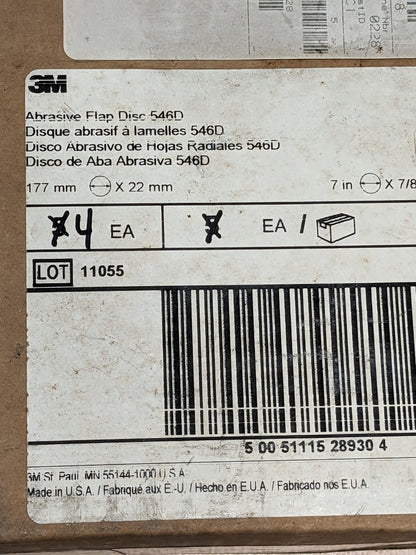 3M
Abrasive Flap Disc 546D
Disque abrasif à lamelles 546D
Disco Abrasivo de Hojas Radiales 546D
Disco de Aba Abrasiva 546D
177 mm X 22 mm 7 in X 7/8
4 EA EA /
LOT 11055
5 00 51115 28930 4
3M St. Paul, MN 55144-1000 U.S.A.
Made in U.S.A. / Fabriqué aux É.-U. / Hecho en E.U.A. / Fabricado nos E.U.A.